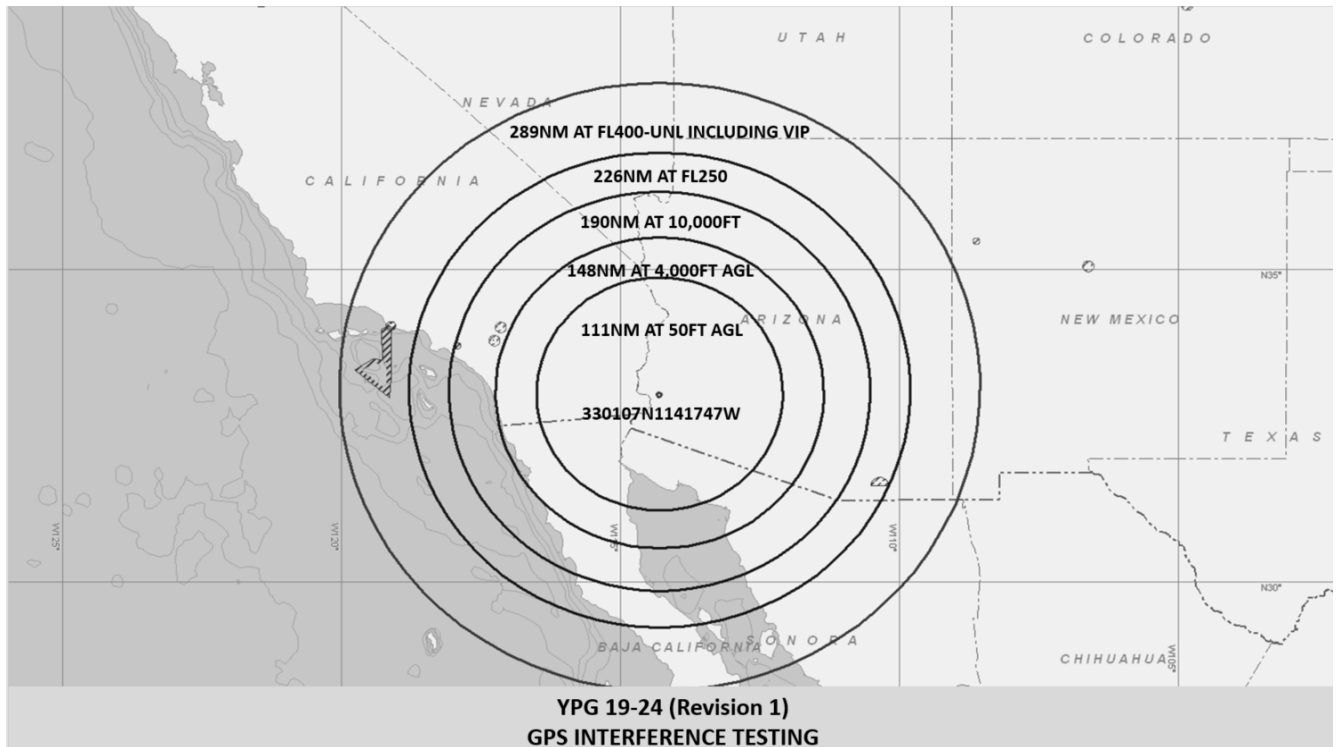 UTAH
COLORADO
NEVADA
289NM AT FL400-UNL INCLUDING VIP
CALIFORNIA
226NM AT FL250
190NM AT 10,000FT
148NM AT 4,000FT AGL
N35°
111NM AT 50FT AGL
ARIZONA
NEW MEXICO
330107N1141747W
TEXAS
W125°
W120°
W115°
W110°
N30°
BAJA CALIFORNIA
SONORA
CHIHUAHUA
W105°
YPG 19-24 (Revision 1)
GPS INTERFERENCE TESTING